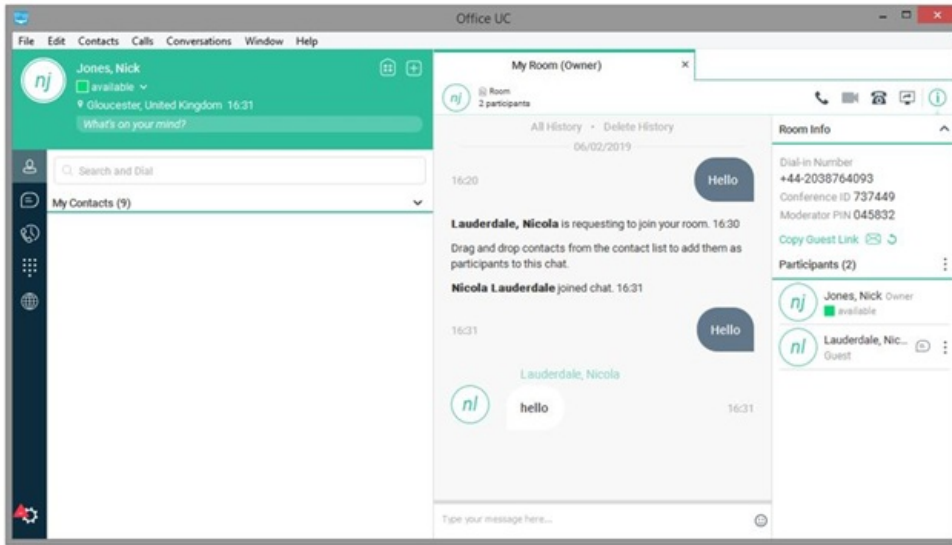 Office UC
File Edit Contacts Calls Conversations Window Help
nj
Jones, Nick
available
Gloucester, United Kingdom 16:31
What's on your mind?
Search and Dial
My Contacts (9)
My Room (Owner)
nj
Room
2 participants
All History • Delete History
06/02/2019
16:20
Hello
Lauderdale, Nicola is requesting to join your room. 16:30
Drag and drop contacts from the contact list to add them as
participants to this chat.
Nicola Lauderdale joined chat. 16:31
16:31
Hello
Lauderdale, Nicola
nl
hello
16:31
Type your message here...
Room Info
Dial-in Number
+44-2038764093
Conference ID 737449
Moderator PIN 045832
Copy Guest Link
Participants (2)
nj
Jones, Nick Owner
available
nl
Lauderdale, Nic...
Guest